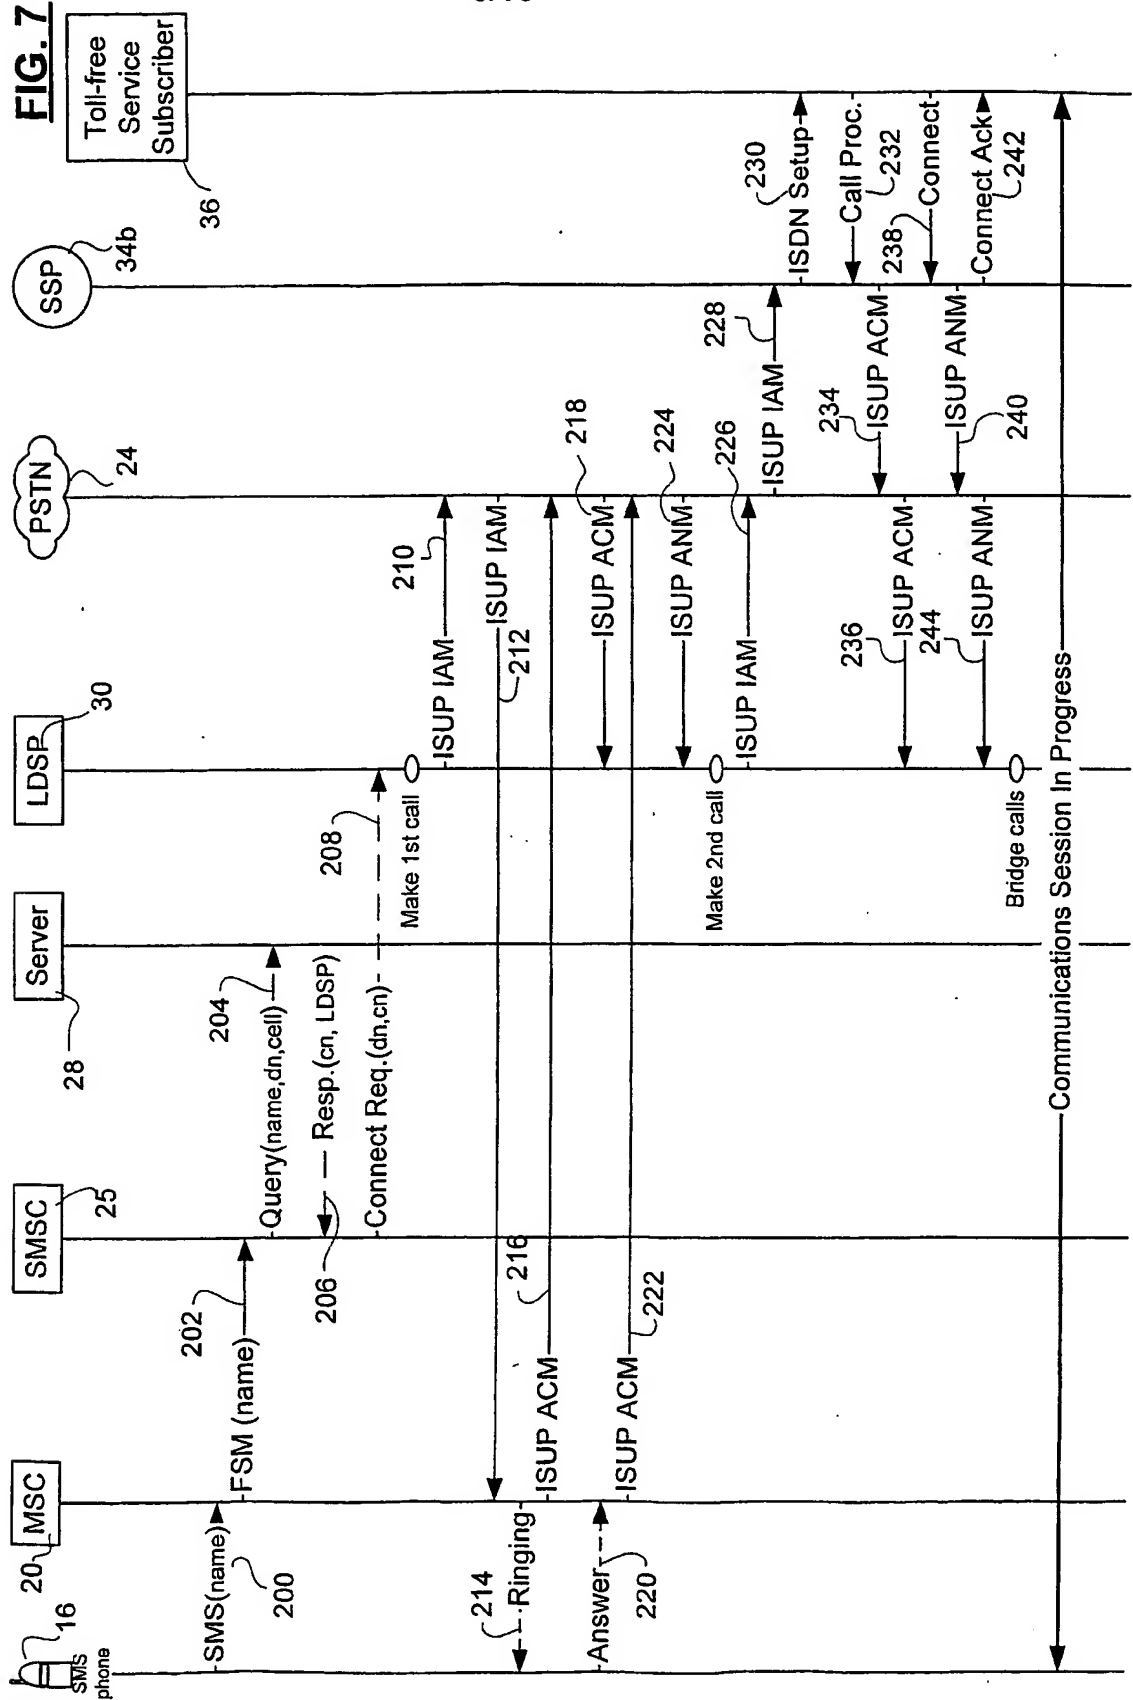 FIG. 7
SMS
phone
16
MSC
20
SMSC
25
Server
28
LDSP
30
PSTN
24
SSP
34b
Toll-free
Service
Subscriber
36
SMS(name)
200
FSM (name)
202
Query(name,dn,cell)
204
Resp.(cn, LDSP)
206
Connect Req.(dn,cn)
208
Make 1st call
ISUP IAM
210
ISUP IAM
212
Ringing
214
ISUP ACM
216
ISUP ACM
218
Answer
220
ISUP ACM
222
ISUP ANM
224
Make 2nd call
ISUP IAM
226
ISUP IAM
228
ISDN Setup
230
Call Proc.
232
ISUP ACM
234
ISUP ACM
236
Connect
238
ISUP ANM
240
Connect Ack
242
ISUP ANM
244
Bridge calls
Communications Session In Progress